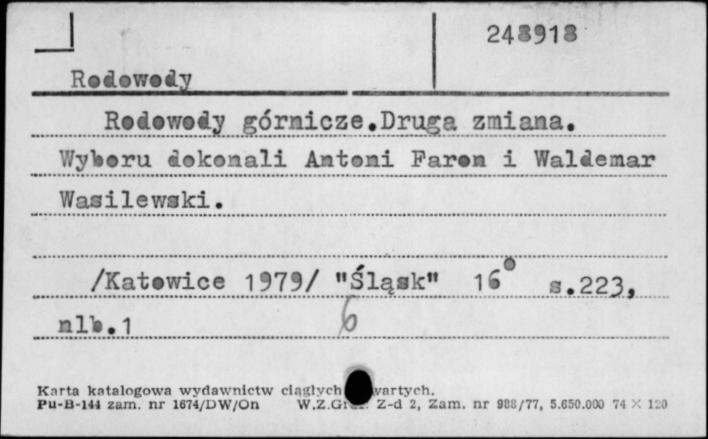 248918
Rodowody
Rodowody górnicze.Druga zmiana.
Wyboru dokonali Antoni Faron i Waldemar
Wasilewski.
/Katowice 1979/ "Śląsk" 16° s.223,
nlb.1
6
Karta katalogowa wydawnictw ciągłych
Pu-B-144 zam. nr 1674/DW/On W.Z.Graf. Z-d 2, Zam. nr 988/77, 5.650.000 74 × 120